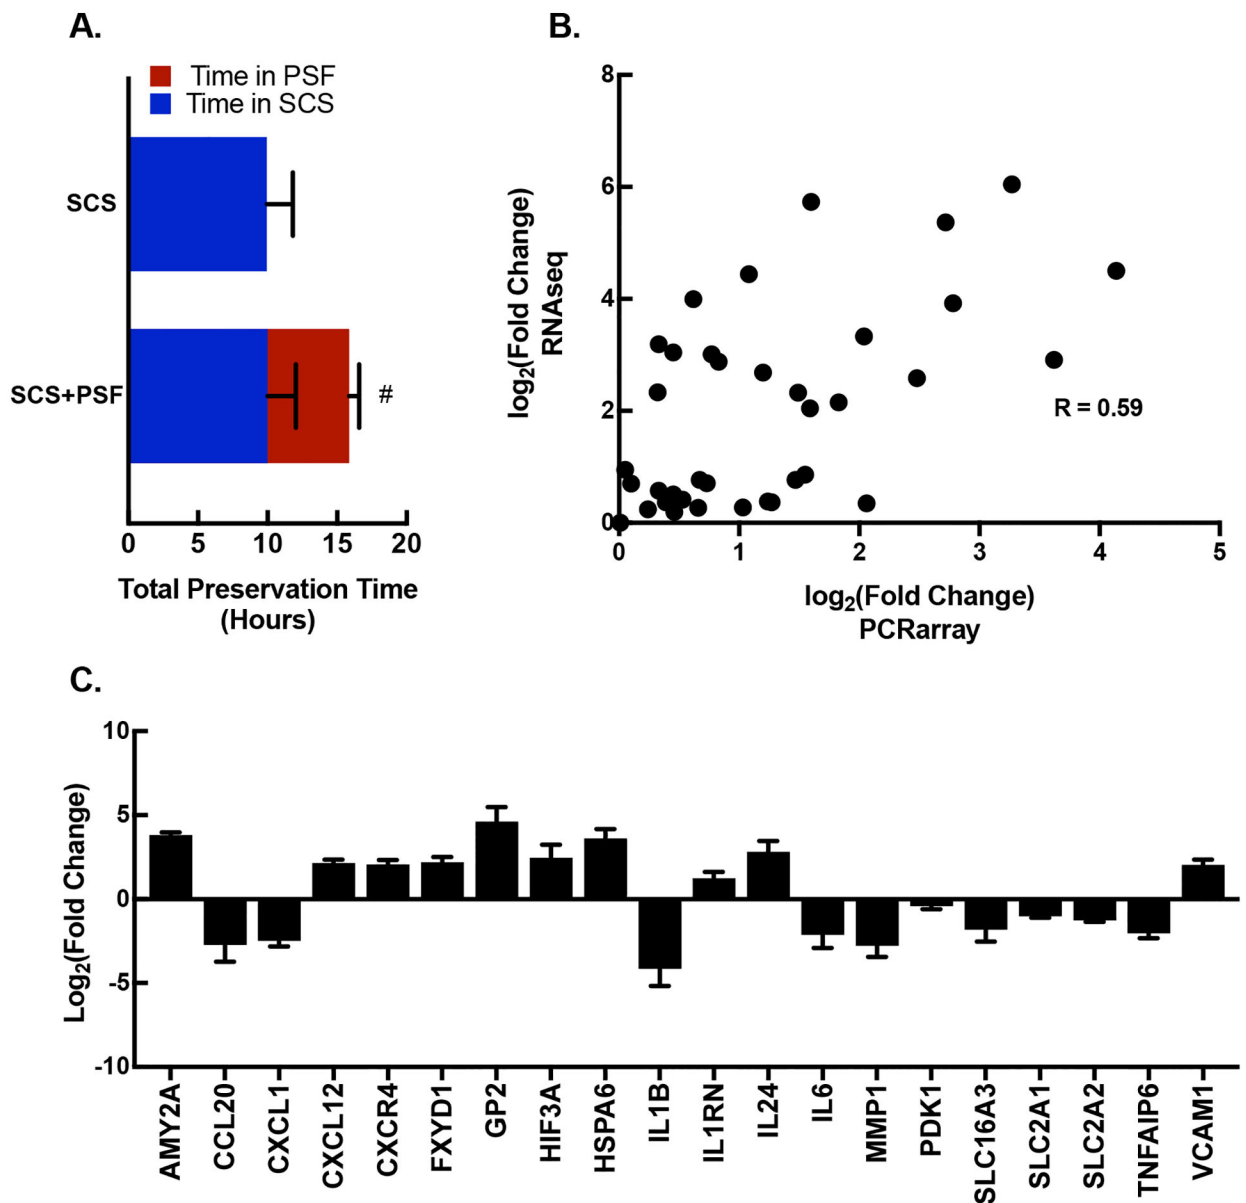 A.
Time in PSF
Time in SCS
SCS
SCS+PSF
#
0 5 10 15 20
Total Preservation Time
(Hours)
B.
8
6
4
2
0
log2(Fold Change)
RNAseq
R = 0.59
0 1 2 3 4 5
log2(Fold Change)
PCRarray
C.
10
5
0
-5
-10
Log2(Fold Change)
AMY2A
CCL20
CXCL1
CXCL12
CXCR4
FXYD1
GP2
HIF3A
HSPA6
IL1B
IL1RN
IL24
IL6
MMP1
PDK1
SLC16A3
SLC2A1
SLC2A2
TNFAIP6
VCAM1